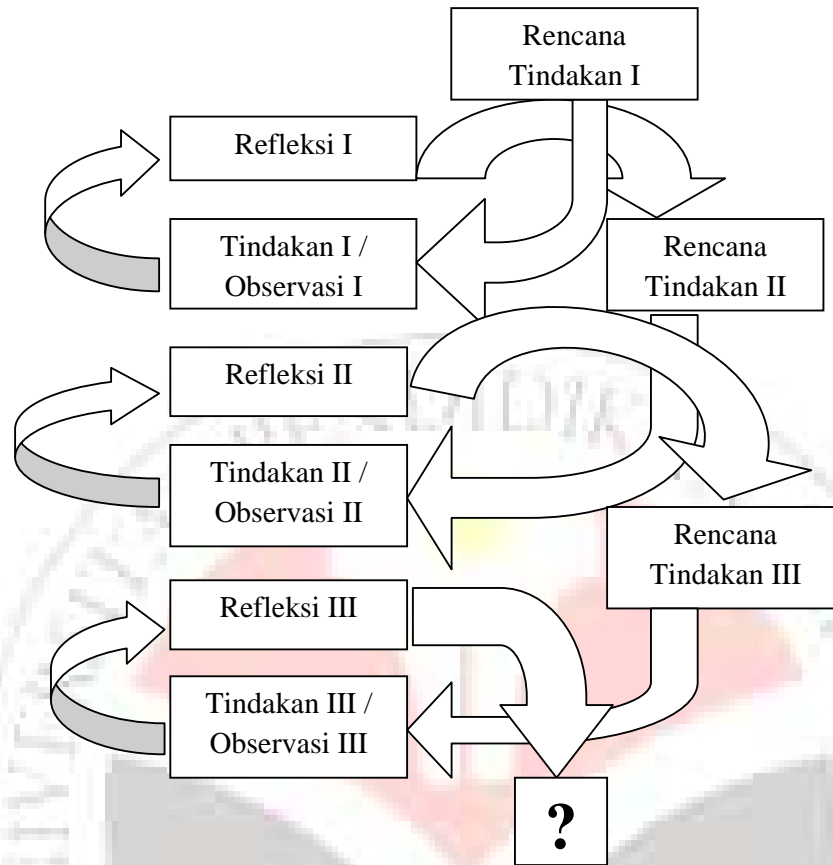 Rencana
Tindakan I
Refleksi I
Tindakan I /
Observasi I
Rencana
Tindakan II
Refleksi II
Tindakan II /
Observasi II
Rencana
Tindakan III
Refleksi III
Tindakan III /
Observasi III
?